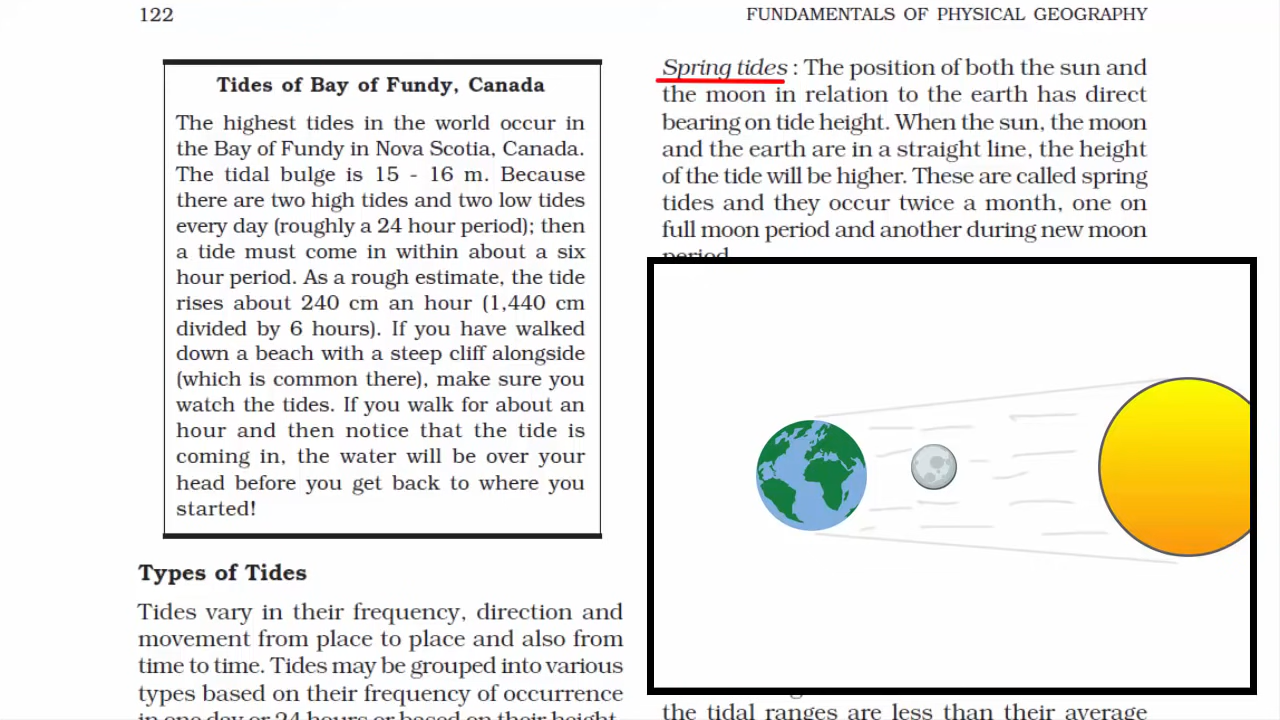 122
FUNDAMENTALS OF PHYSICAL GEOGRAPHY
Tides of Bay of Fundy, Canada
The highest tides in the world occur in
the Bay of Fundy in Nova Scotia, Canada.
The tidal bulge is 15 - 16 m. Because
there are two high tides and two low tides
every day (roughly a 24 hour period); then
a tide must come in within about a six
hour period. As a rough estimate, the tide
rises about 240 cm an hour (1,440 cm
divided by 6 hours). If you have walked
down a beach with a steep cliff alongside
(which is common there), make sure you
watch the tides. If you walk for about an
hour and then notice that the tide is
coming in, the water will be over your
head before you get back to where you
started!
Types of Tides
Tides vary in their frequency, direction and
movement from place to place and also from
time to time. Tides may be grouped into various
types based on their frequency of occurrence
in one day or 24 hours or based on their height.
Spring tides : The position of both the sun and
the moon in relation to the earth has direct
bearing on tide height. When the sun, the moon
and the earth are in a straight line, the height
of the tide will be higher. These are called spring
tides and they occur twice a month, one on
full moon period and another during new moon
period.
the tidal ranges are less than their average